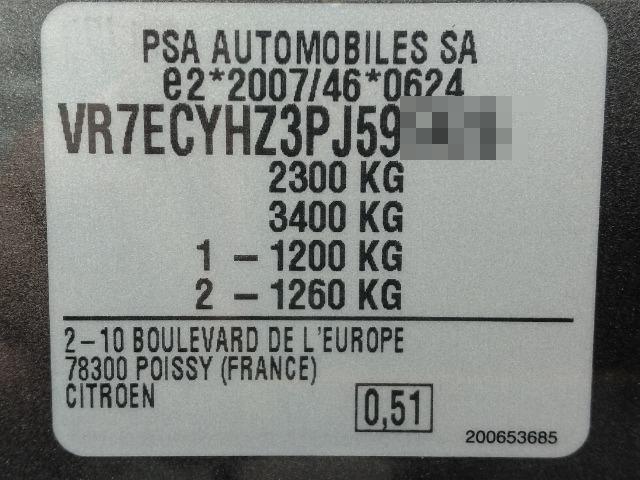 PSA AUTOMOBILES SA
e2*2007/46*0624
VR7ECYHZ3PJ59
2300 KG
3400 KG
1 – 1200 KG
2 – 1260 KG
2–10 BOULEVARD DE L'EUROPE
78300 POISSY (FRANCE)
CITROEN
0,51
200653685